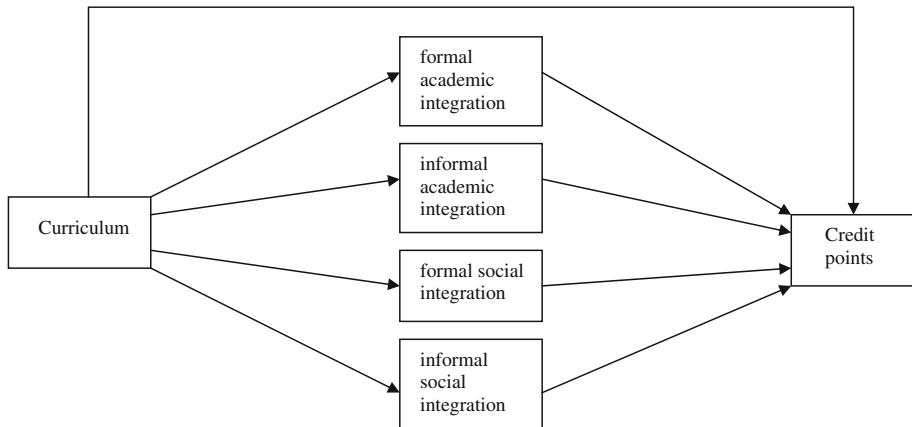 formal
academic
integration
informal
academic
integration
Curriculum
formal social
integration
informal
social
integration
Credit
points